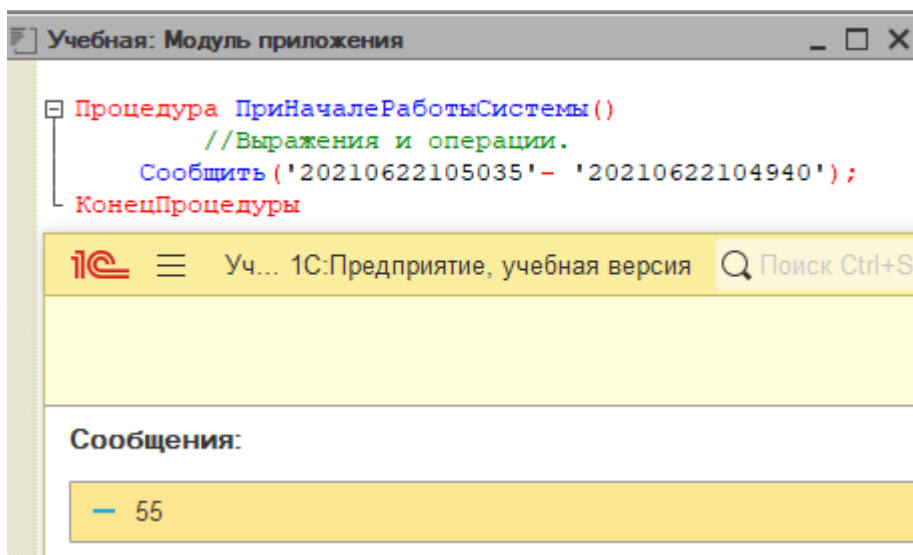 Учебная: Модуль приложения
Процедура ПриНачалеРаботыСистемы()
//Выражения и операции.
Сообщить('20210622105035'- '20210622104940');
КонецПроцедуры
1С Уч... 1С:Предприятие, учебная версия Поиск Ctrl+S
Сообщения:
55